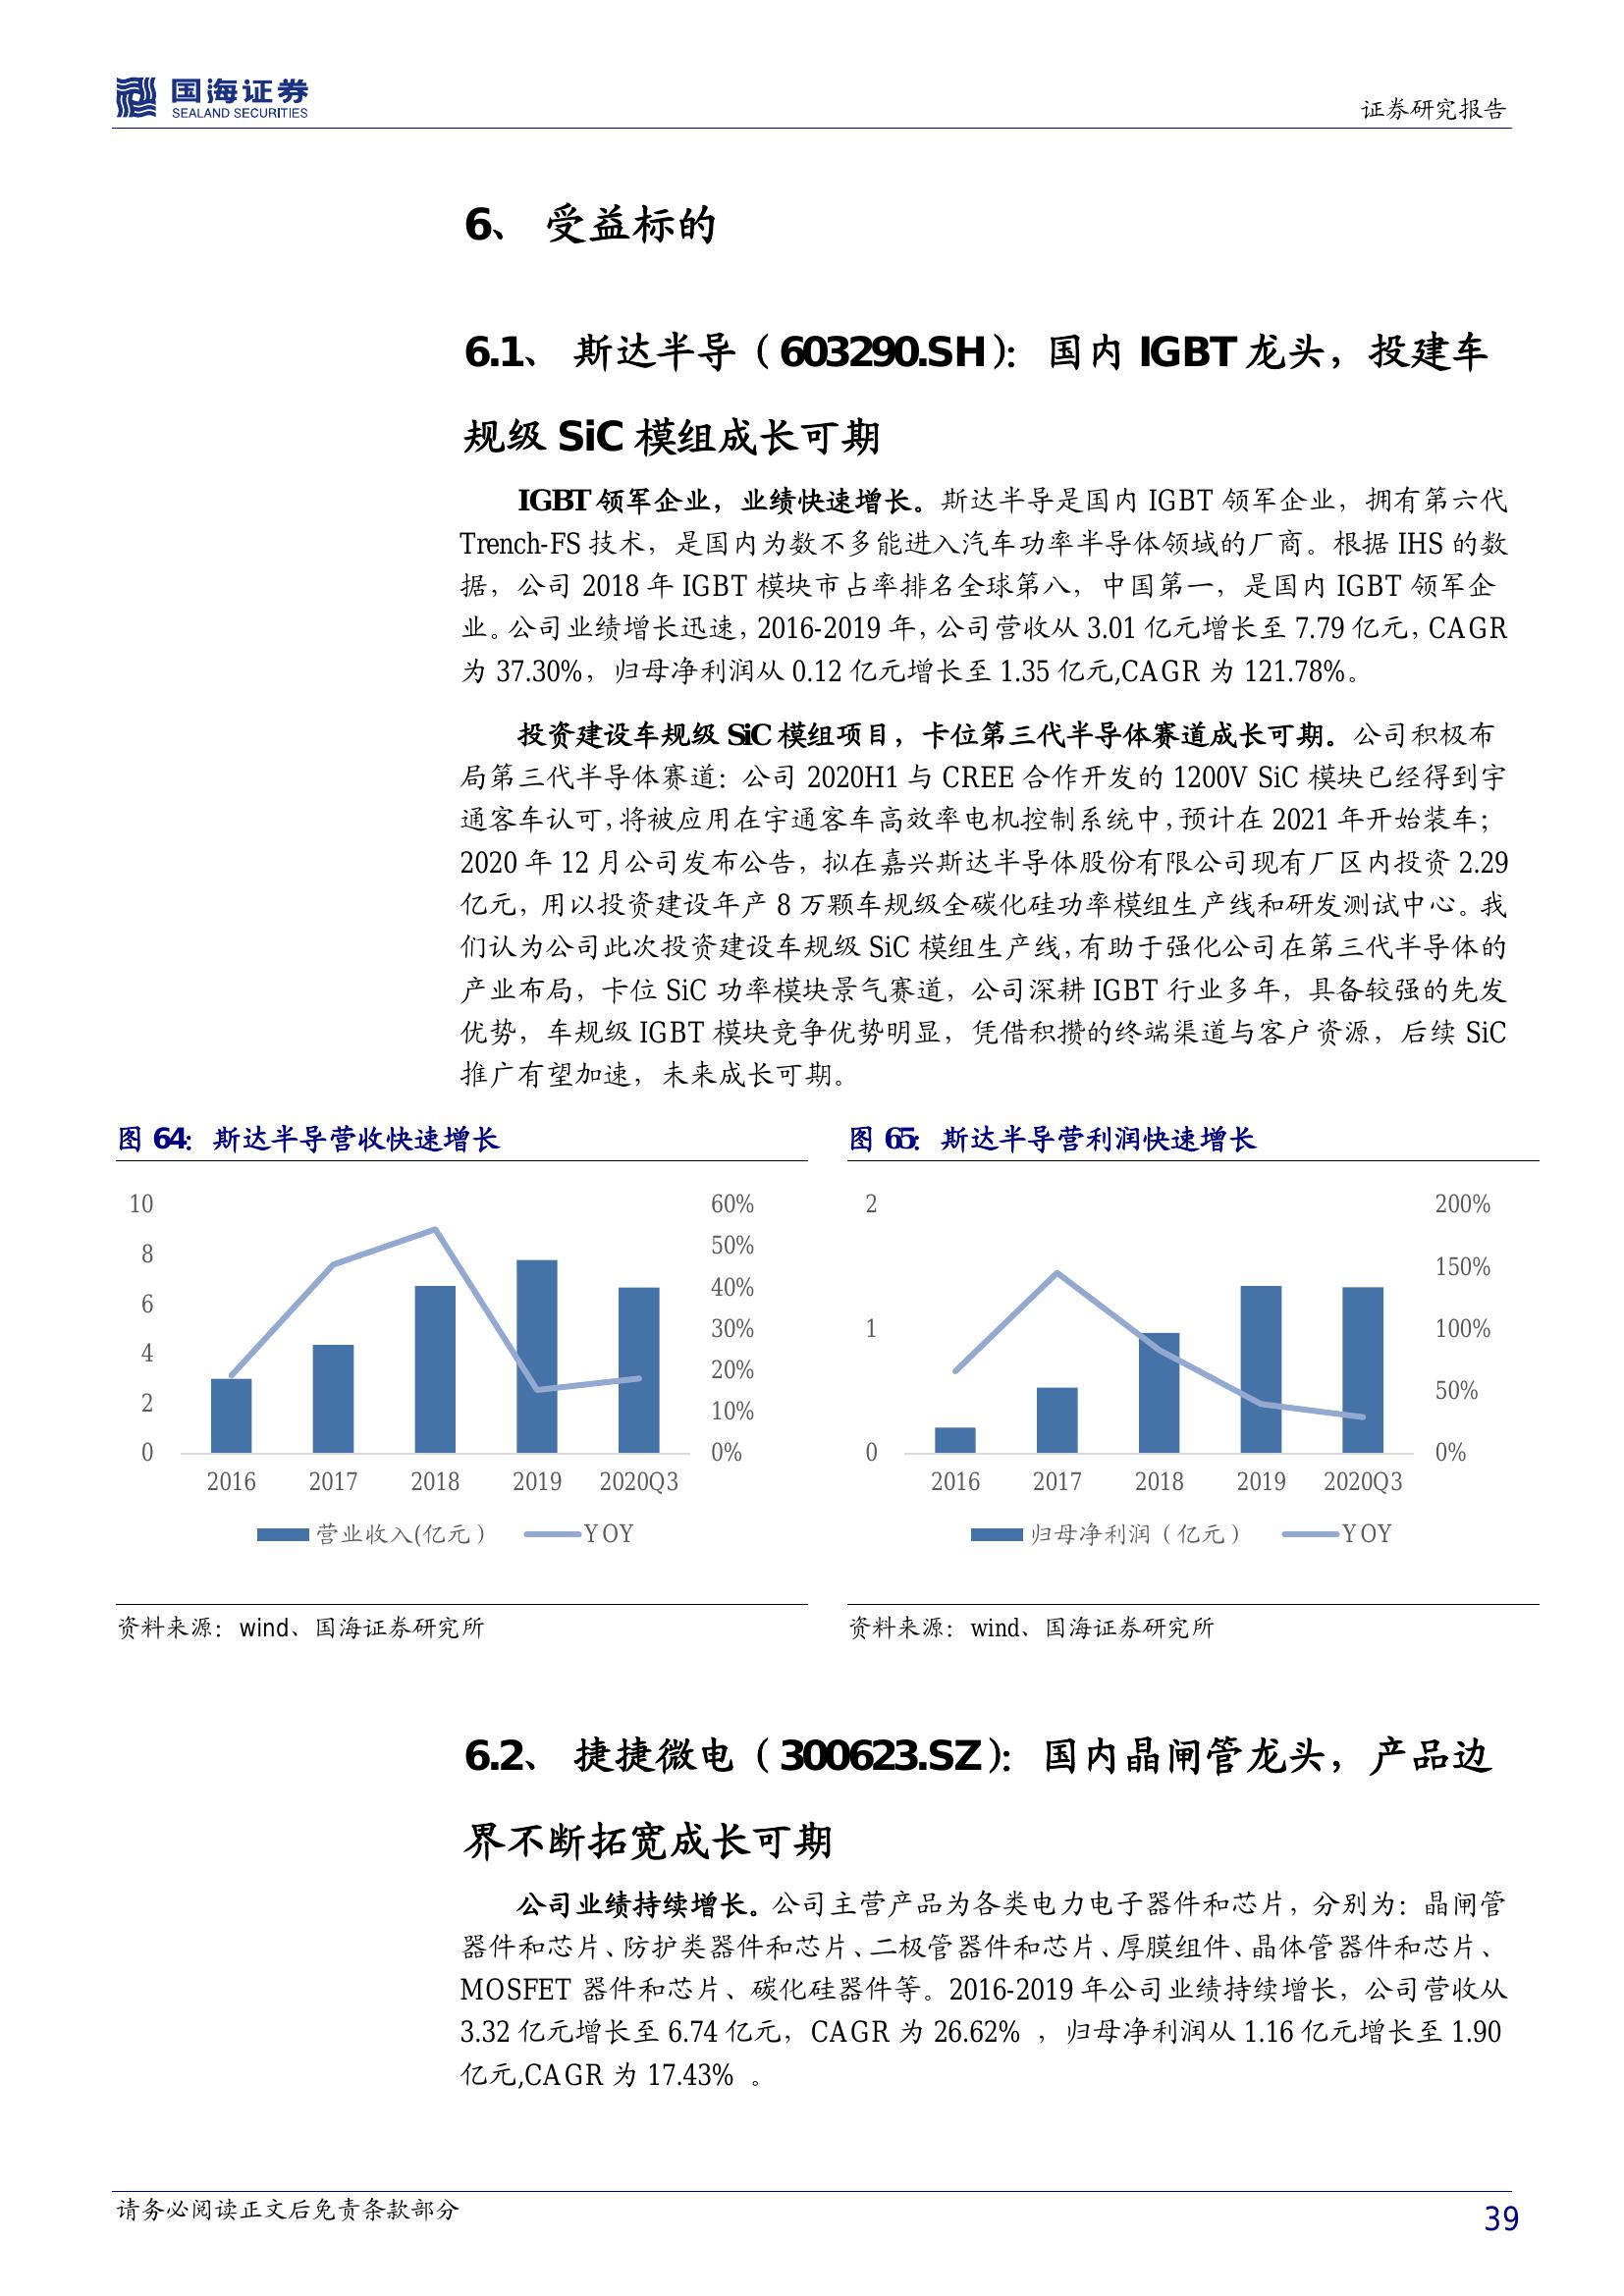 国海证券
SEALAND SECURITIES
证券研究报告
6、 受益标的
6.1、 斯达半导（603290.SH）：国内 IGBT 龙头，投建车
规级 SiC 模组成长可期
IGBT 领军企业，业绩快速增长。斯达半导是国内 IGBT 领军企业，拥有第六代
Trench-FS 技术，是国内为数不多能进入汽车功率半导体领域的厂商。根据 IHS 的数
据，公司 2018 年 IGBT 模块市占率排名全球第八，中国第一，是国内 IGBT 领军企
业。公司业绩增长迅速，2016-2019 年，公司营收从 3.01 亿元增长至 7.79 亿元，CAGR
为 37.30%，归母净利润从 0.12 亿元增长至 1.35 亿元,CAGR 为 121.78%。
投资建设车规级 SiC 模组项目，卡位第三代半导体赛道成长可期。公司积极布
局第三代半导体赛道：公司 2020H1 与 CREE 合作开发的 1200V SiC 模块已经得到宇
通客车认可，将被应用在宇通客车高效率电机控制系统中，预计在 2021 年开始装车；
2020 年 12 月公司发布公告，拟在嘉兴斯达半导体股份有限公司现有厂区内投资 2.29
亿元，用以投资建设年产 8 万颗车规级全碳化硅功率模组生产线和研发测试中心。我
们认为公司此次投资建设车规级 SiC 模组生产线，有助于强化公司在第三代半导体的
产业布局，卡位 SiC 功率模块景气赛道，公司深耕 IGBT 行业多年，具备较强的先发
优势，车规级 IGBT 模块竞争优势明显，凭借积攒的终端渠道与客户资源，后续 SiC
推广有望加速，未来成长可期。
图 64：斯达半导营收快速增长
10
8
6
4
2
0
60%
50%
40%
30%
20%
10%
0%
2016 2017 2018 2019 2020Q3
营业收入(亿元） YOY
资料来源：wind、国海证券研究所
图 65：斯达半导营利润快速增长
2
1
0
200%
150%
100%
50%
0%
2016 2017 2018 2019 2020Q3
归母净利润（亿元） YOY
资料来源：wind、国海证券研究所
6.2、 捷捷微电（300623.SZ）：国内晶闸管龙头，产品边
界不断拓宽成长可期
公司业绩持续增长。公司主营产品为各类电力电子器件和芯片，分别为：晶闸管
器件和芯片、防护类器件和芯片、二极管器件和芯片、厚膜组件、晶体管器件和芯片、
MOSFET 器件和芯片、碳化硅器件等。2016-2019 年公司业绩持续增长，公司营收从
3.32 亿元增长至 6.74 亿元，CAGR 为 26.62% ，归母净利润从 1.16 亿元增长至 1.90
亿元,CAGR 为 17.43% 。
请务必阅读正文后免责条款部分
39